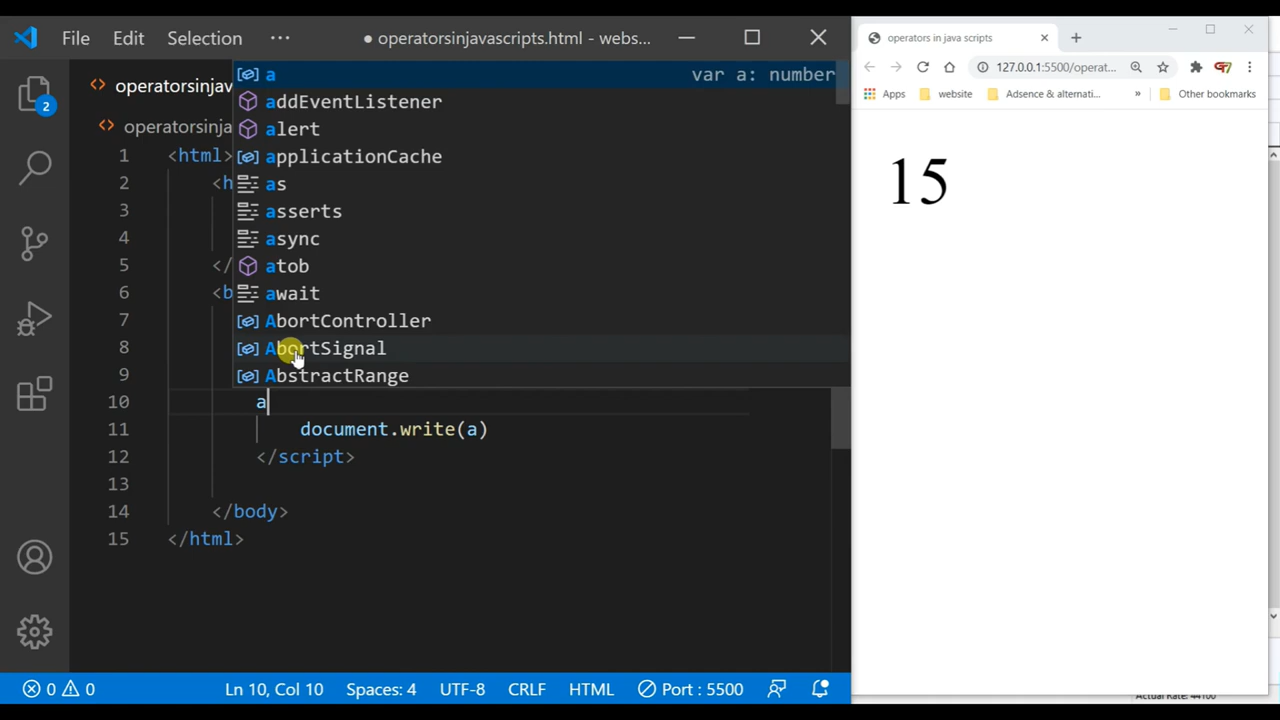 File Edit Selection ··· ● operatorsinjavascripts.html - webs...
operatorsinjav
operatorsinja
a var a: number
addEventListener
alert
applicationCache
as
asserts
async
atob
await
AbortController
AbortSignal
AbstractRange
1 <html>
2 <h
3
4
5 </
6 <b
7
8
9
10 a
11 document.write(a)
12 </script>
13
14 </body>
15 </html>
2
0 0 Ln 10, Col 10 Spaces: 4 UTF-8 CRLF HTML Port : 5500
operators in java scripts
127.0.0.1:5500/operat...
Apps website Adsence & alternati... » Other bookmarks
15
Actual Rate: 44100